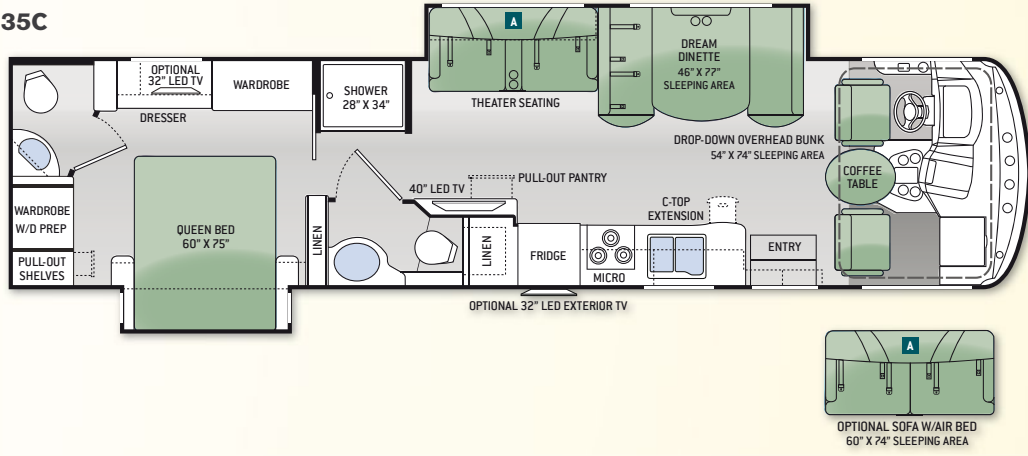 35C
A
OPTIONAL
32" LED TV
WARDROBE
DRESSER
SHOWER
28" X 34"
THEATER SEATING
DREAM
DINETTE
46" X 77"
SLEEPING AREA
DROP-DOWN OVERHEAD BUNK
54" X 74" SLEEPING AREA
COFFEE
TABLE
PULL-OUT PANTRY
40" LED TV
C-TOP
EXTENSION
WARDROBE
W/D PREP
PULL-OUT
SHELVES
QUEEN BED
60" X 75"
LINEN
LINEN
FRIDGE
MICRO
ENTRY
OPTIONAL 32" LED EXTERIOR TV
A
OPTIONAL SOFA W/AIR BED
60" X 74" SLEEPING AREA